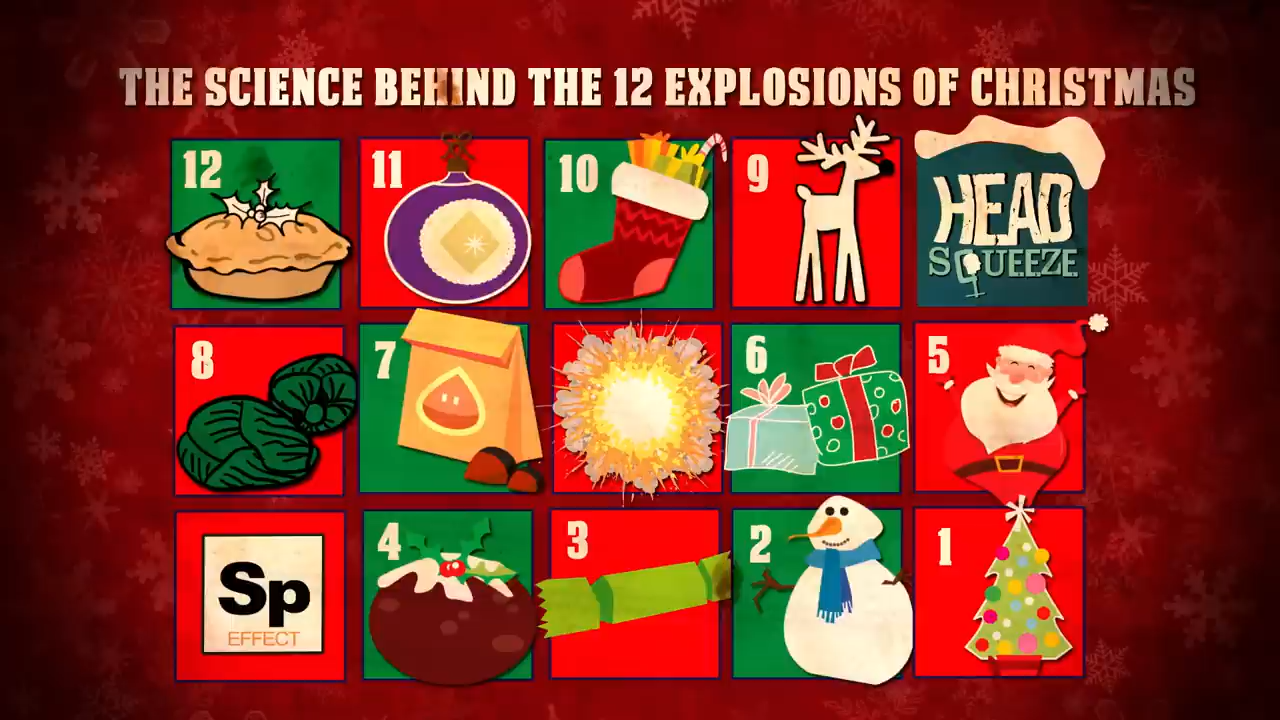 THE SCIENCE BEHIND THE 12 EXPLOSIONS OF CHRISTMAS
12
11
10
9
HEAD
SQUEEZE
8
7
6
5
Sp
EFFECT
4
3
2
1